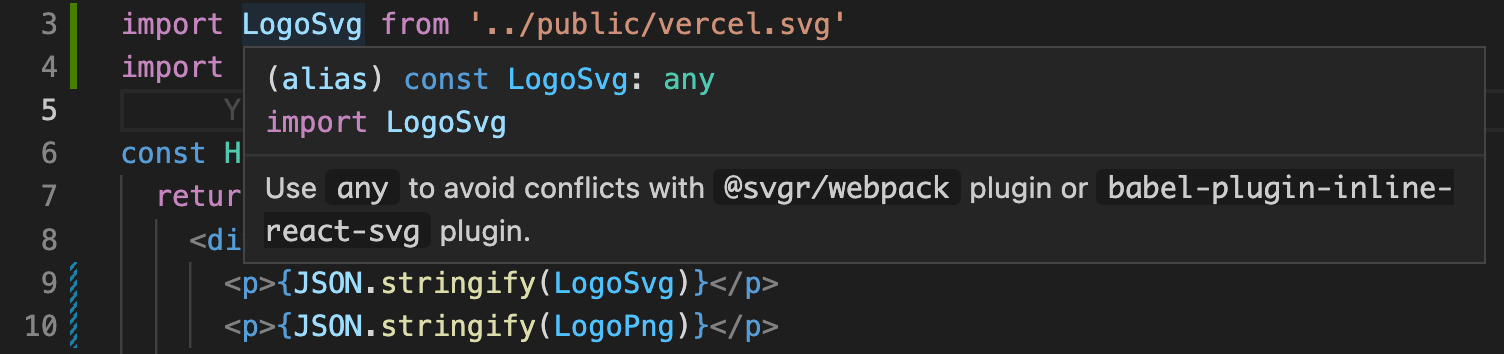 3 import LogoSvg from '../public/vercel.svg'
4 import
(alias) const LogoSvg: any
import LogoSvg
5 Y
6 const H
Use any to avoid conflicts with @svgr/webpack plugin or babel-plugin-inline-
react-svg plugin.
7 retur
8 <di
9 <p>{JSON.stringify(LogoSvg)}</p>
10 <p>{JSON.stringify(LogoPng)}</p>